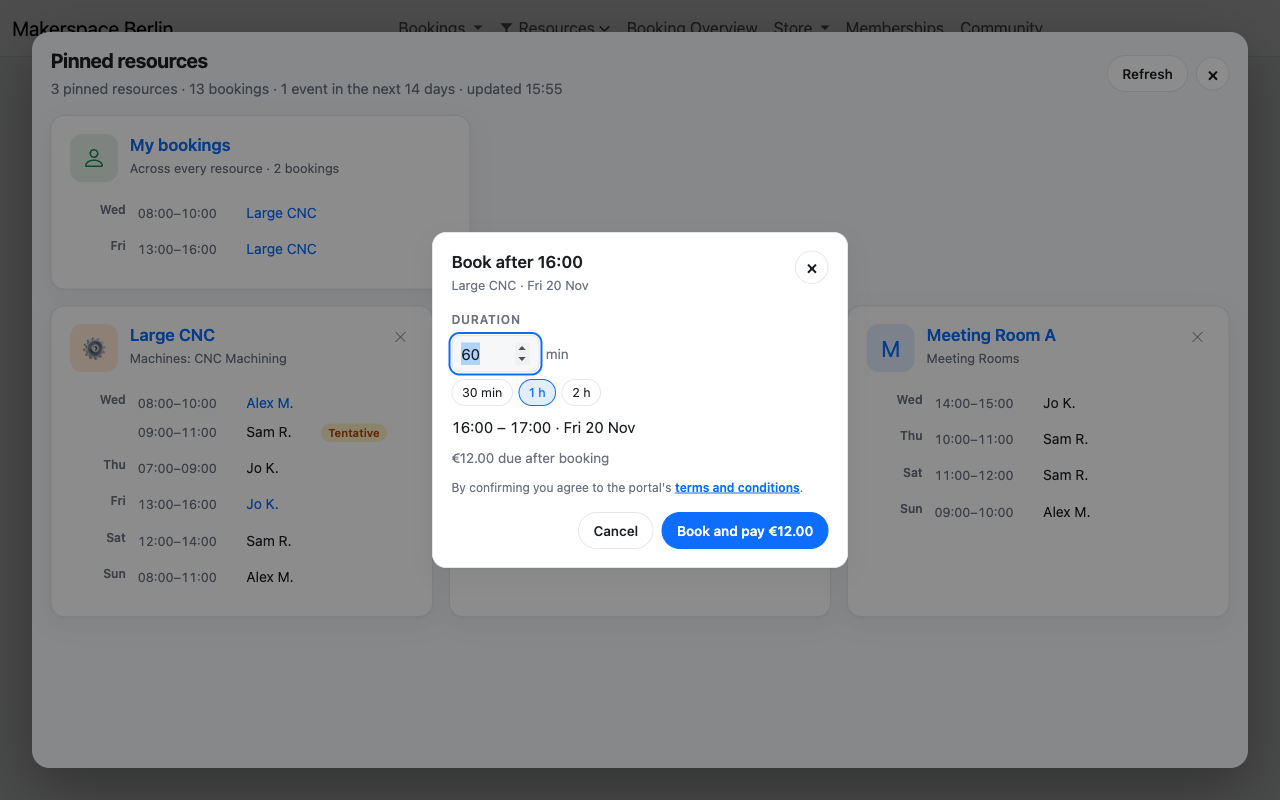 Makerspace Berlin
Bookings Resources Booking Overview Store Memberships Community
Pinned resources
3 pinned resources · 13 bookings · 1 event in the next 14 days · updated 15:55
Refresh
My bookings
Across every resource · 2 bookings
Wed 08:00–10:00 Large CNC
Fri 13:00–16:00 Large CNC
Large CNC
Machines: CNC Machining
Wed 08:00–10:00 Alex M.
09:00–11:00 Sam R. Tentative
Thu 07:00–09:00 Jo K.
Fri 13:00–16:00 Jo K.
Sat 12:00–14:00 Sam R.
Sun 08:00–11:00 Alex M.
Book after 16:00
Large CNC · Fri 20 Nov
DURATION
60 min
30 min 1 h 2 h
16:00 – 17:00 · Fri 20 Nov
€12.00 due after booking
By confirming you agree to the portal's terms and conditions.
Cancel Book and pay €12.00
M
Meeting Room A
Meeting Rooms
Wed 14:00–15:00 Jo K.
Thu 10:00–11:00 Sam R.
Sat 11:00–12:00 Sam R.
Sun 09:00–10:00 Alex M.